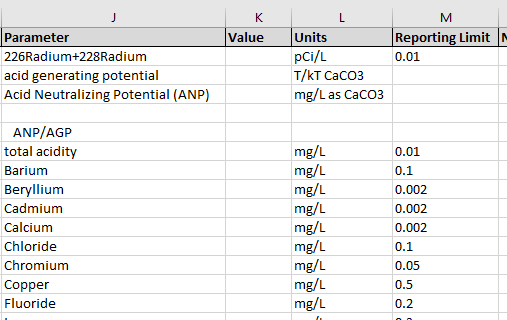 J K L M
Parameter Value Units Reporting Limit
226Radium+228Radium pCi/L 0.01
acid generating potential T/kT CaCO3
Acid Neutralizing Potential (ANP) mg/L as CaCO3
ANP/AGP
total acidity mg/L 0.01
Barium mg/L 0.1
Beryllium mg/L 0.002
Cadmium mg/L 0.002
Calcium mg/L 0.002
Chloride mg/L 0.1
Chromium mg/L 0.05
Copper mg/L 0.5
Fluoride mg/L 0.2